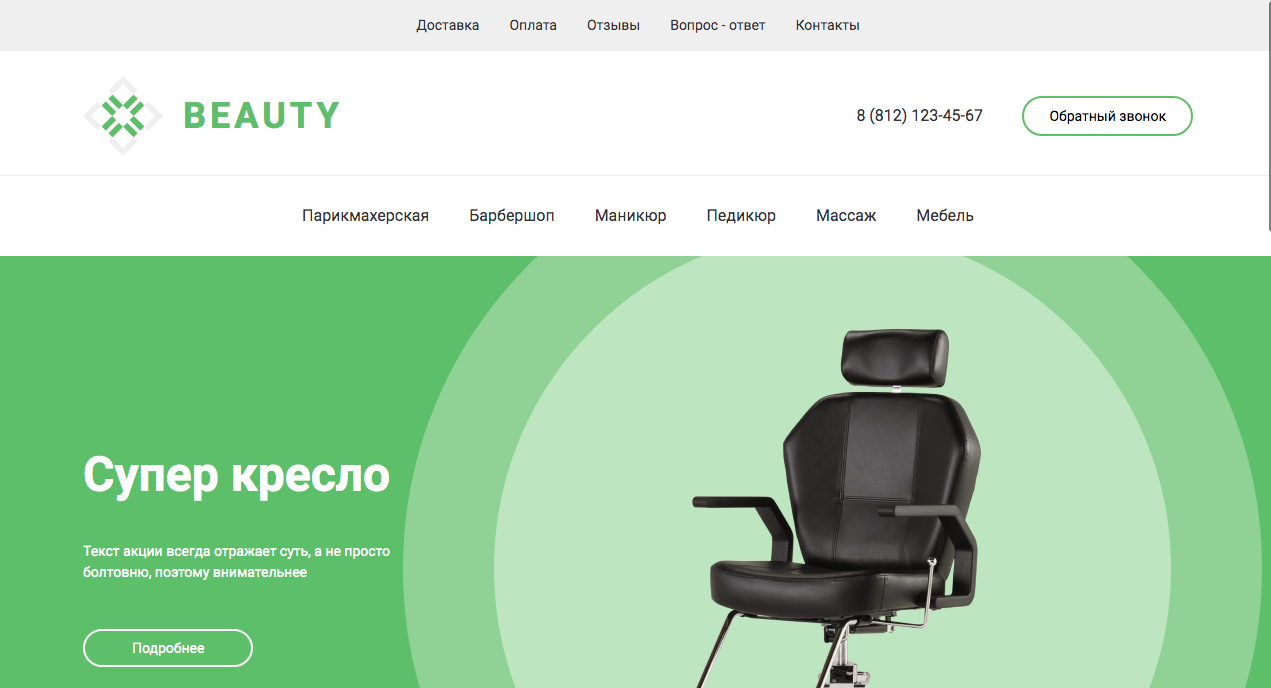 Доставка Оплата Отзывы Вопрос - ответ Контакты
BEAUTY
8 (812) 123-45-67 Обратный звонок
Парикмахерская Барбершоп Маникюр Педикюр Массаж Мебель
Супер кресло
Текст акции всегда отражает суть, а не просто
болтовню, поэтому внимательнее
Подробнее